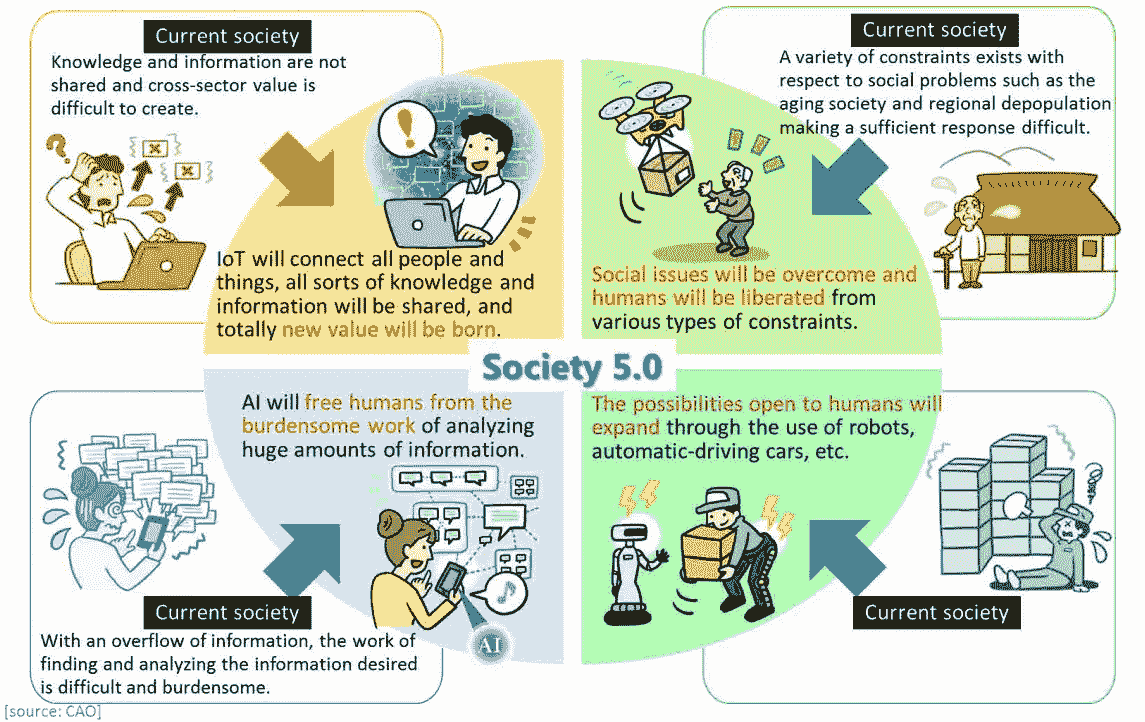 Current society
Knowledge and information are not
shared and cross-sector value is
difficult to create.
IoT will connect all people and
things, all sorts of knowledge and
information will be shared, and
totally new value will be born.
Current society
A variety of constraints exists with
respect to social problems such as the
aging society and regional depopulation
making a sufficient response difficult.
Social issues will be overcome and
humans will be liberated from
various types of constraints.
Society 5.0
AI will free humans from the
burdensome work of analyzing
huge amounts of information.
AI
Current society
With an overflow of information, the work of
finding and analyzing the information desired
is difficult and burdensome.
The possibilities open to humans will
expand through the use of robots,
automatic-driving cars, etc.
Current society
[source: CAO]